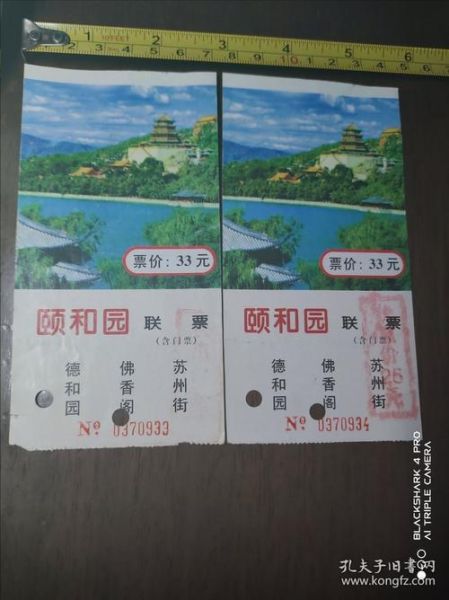 票价：33元
颐和园 联票
（含门票）
德和园
佛香阁
苏州街
№ 0370933
票价：33元
颐和园 联票
（含门票）
德和园
佛香阁
苏州街
№ 0370934
BLACKSHARK 4 PRO
AI TRIPLE CAMERA
孔夫子旧书网
www.kongfz.com